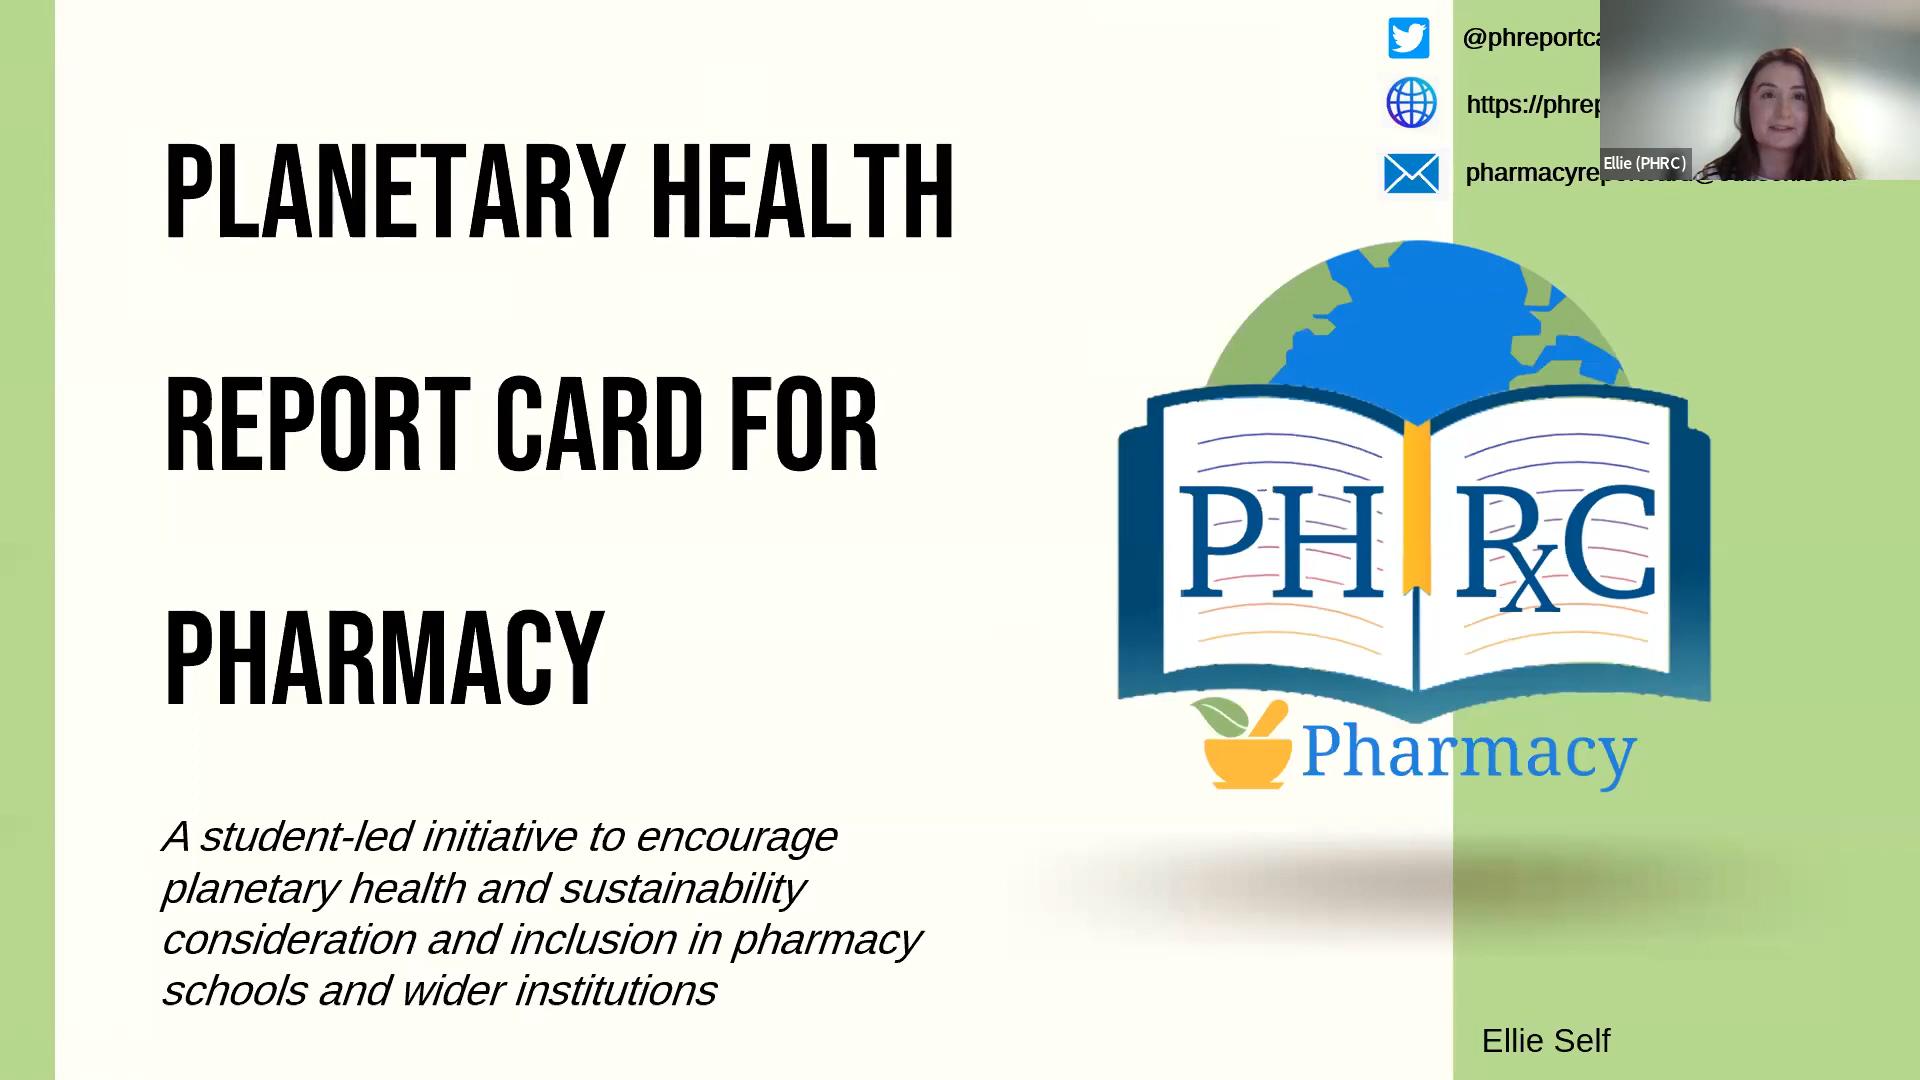 PLANETARY HEALTH
REPORT CARD FOR
PHARMACY
A student-led initiative to encourage
planetary health and sustainability
consideration and inclusion in pharmacy
schools and wider institutions
@phreportca
https://phrep
Ellie (PHRC)
PH RxC
Pharmacy
Ellie Self